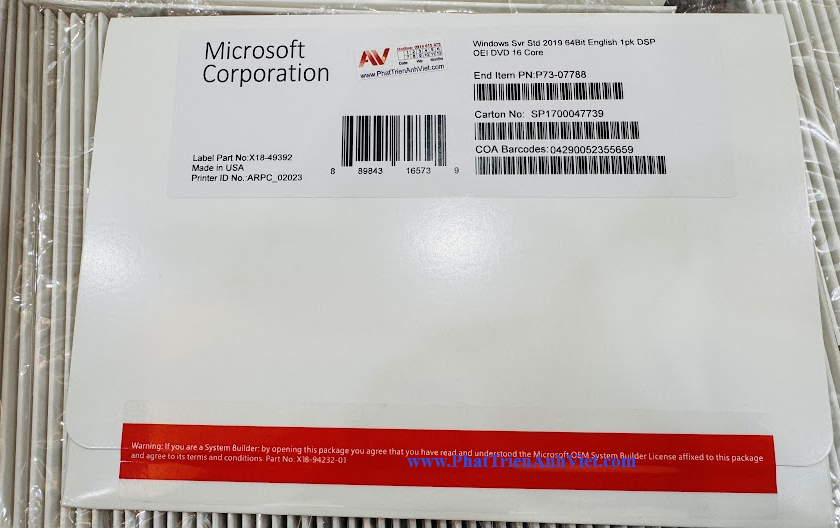 Microsoft
Corporation
AV
www.PhatTrienAnhViet.com
Windows Svr Std 2019 64Bit English 1pk DSP
OEI DVD 16 Core
End Item PN:P73-07788
Carton No: SP1700047739
COA Barcodes: 04290052355659
Label Part No:X18-49392
Made in USA
Printer ID No.:ARPC_02023
8 89843 16573 9
Warning: If you are a System Builder: by opening this package you agree that you have read and understood the Microsoft OEM System Builder License affixed to this package
and agree to its terms and conditions. Part No. X18-94232-01
www.PhatTrienAnhViet.com